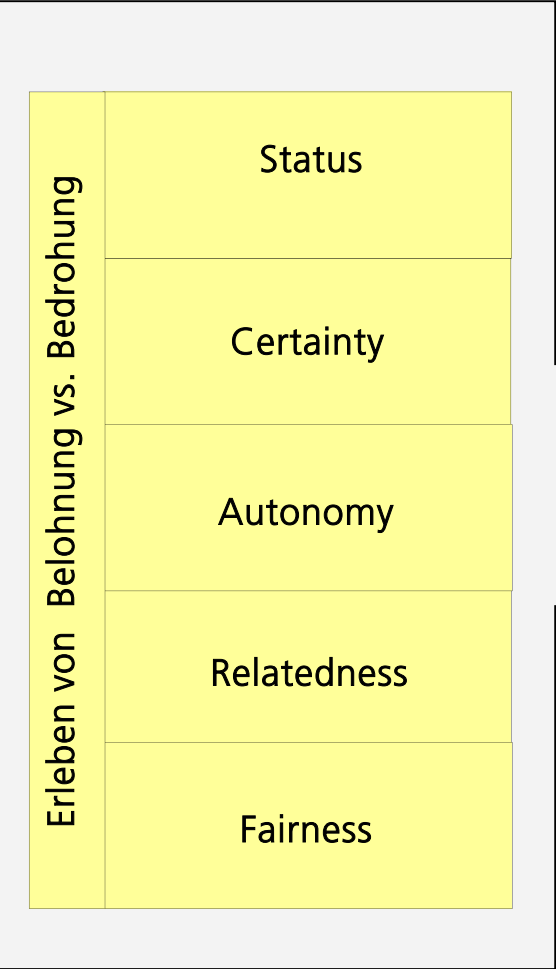 Erleben von Belohnung vs. Bedrohung
Status
Certainty
Autonomy
Relatedness
Fairness